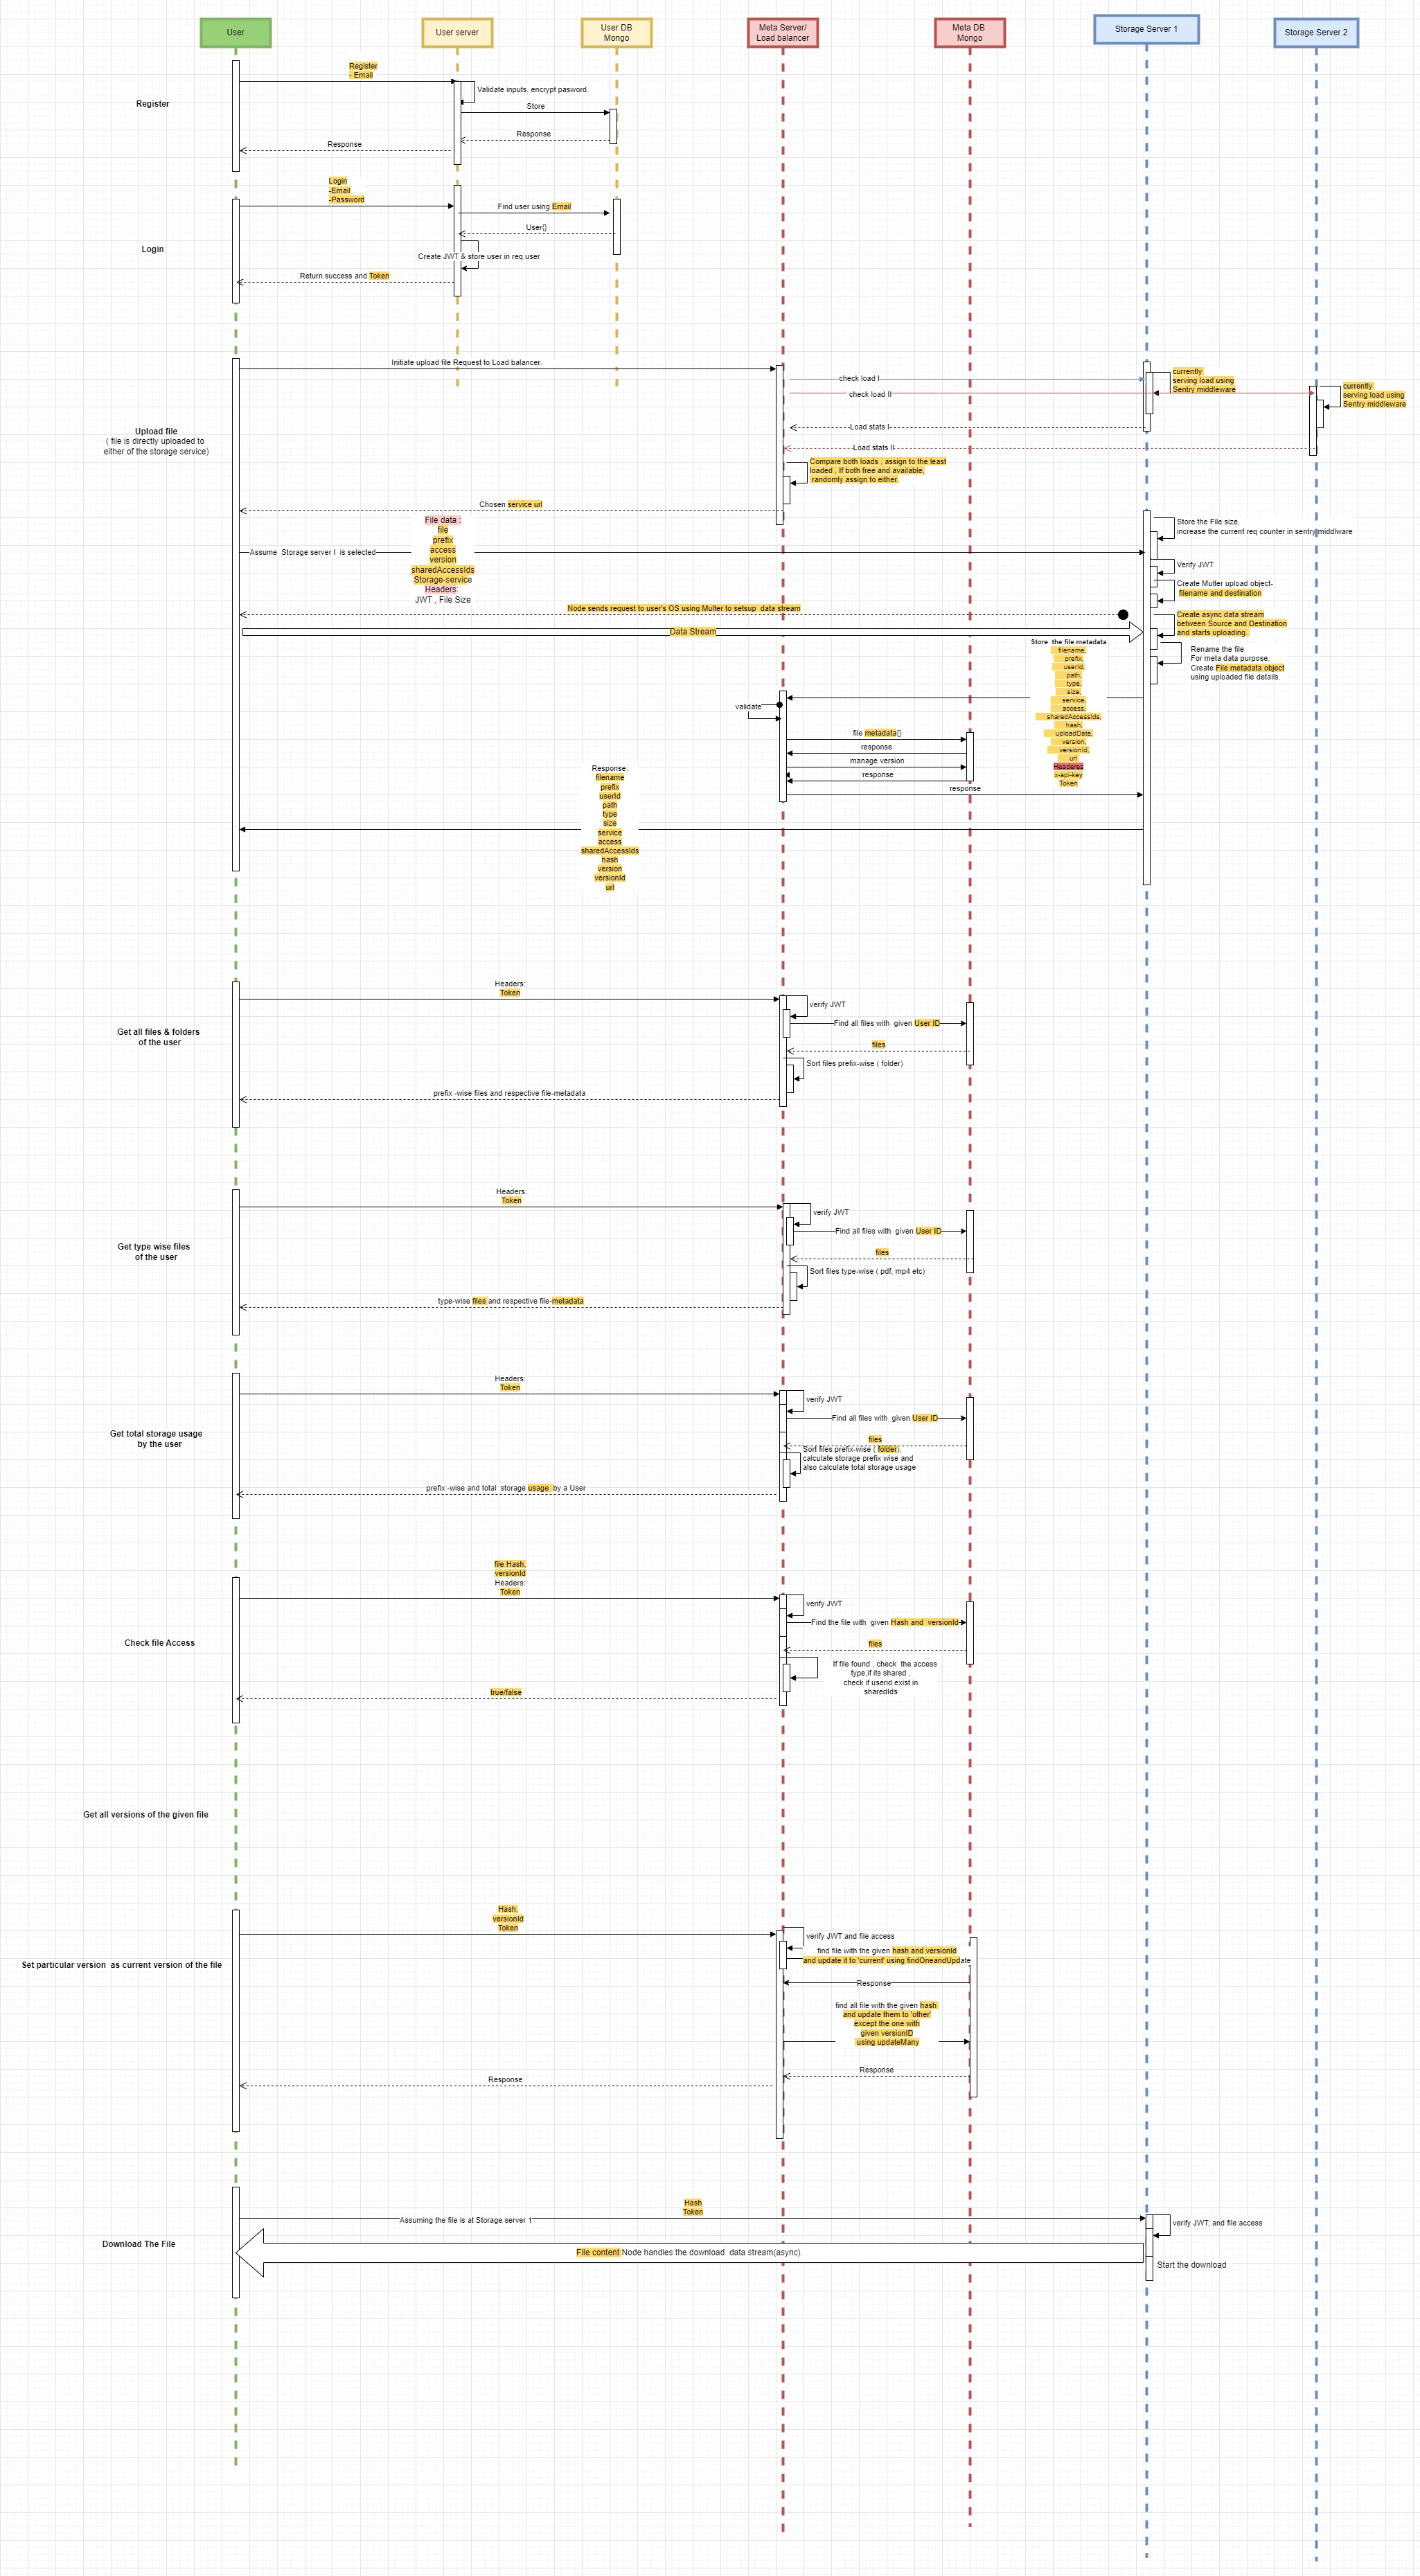 User
User server
User DB
Mongo
Meta Server/
Load balancer
Meta DB
Mongo
Storage Server 1
Storage Server 2
Register
Register
- Email
Validate inputs, encrypt pasword.
Store
Response
Response
Login
Login
-Email
-Password
Find user using Email
User{}
Create JWT & store user in req.user
Return success and Token
Upload file
( file is directly uploaded to
either of the storage service)
Initiate upload file Request to Load balancer.
check load I
check load II
currently
serving load using
Sentry middleware
currently
serving load using
Sentry middleware
Load stats I
Load stats II
Compare both loads , assign to the least
loaded , If both free and available,
randomly assign to either.
Chosen service url
File data :
file
prefix
access
version
sharedAccessIds
Storage-service
Headers:
JWT , File Size
Assume Storage server I is selected
Store the File size,
increase the current req counter in sentry middlware
Verify JWT
Create Multer upload object-
filename and destination
Node sends request to user's OS using Multer to setsup data stream
Create async data stream
between Source and Destination
and starts uploading.
Data Stream
Rename the file
For meta data purpose,
Create File metadata object
using uploaded file details.
Store the file metadata
filename,
prefix,
userId,
path,
type,
size,
service,
access,
sharedAccessIds,
hash,
uploadDate,
version,
versionId,
url
Headeres
x-api-key
Token
validate
file metadata{}
response
manage version
response
response
Response:
filename
prefix
userId
path
type
size
service
access
sharedAccessIds
hash
version
versionId
url
Get all files & folders
of the user
Headers:
Token
verify JWT
Find all files with given User ID
files
Sort files prefix-wise ( folder)
prefix -wise files and respective file-metadata
Get type wise files
of the user
Headers:
Token
verify JWT
Find all files with given User ID
files
Sort files type-wise ( pdf, mp4 etc)
type-wise files and respective file-metadata
Get total storage usage
by the user
Headers:
Token
verify JWT
Find all files with given User ID
files
Sort files prefix-wise ( folder),
calculate storage prefix wise and
also calculate total storage usage
prefix -wise and total storage usage by a User
Check file Access
file Hash,
versionId
Headers:
Token
verify JWT
Find the file with given Hash and versionId
files
If file found , check the access
type,if its shared ,
check if userid exist in
sharedIds
true/false
Get all versions of the given file
Set particular version as current version of the file
Hash,
versionId
Token
verify JWT and file access
find file with the given hash and versionId
and update it to 'current' using findOneandUpdate
Response
find all file with the given hash
and update them to 'other'
except the one with
given versionID
using updateMany
Response
Response
Download The File
Hash
Token
Assuming the file is at Storage server 1
verify JWT, and file access
File content Node handles the download data stream(async).
Start the download